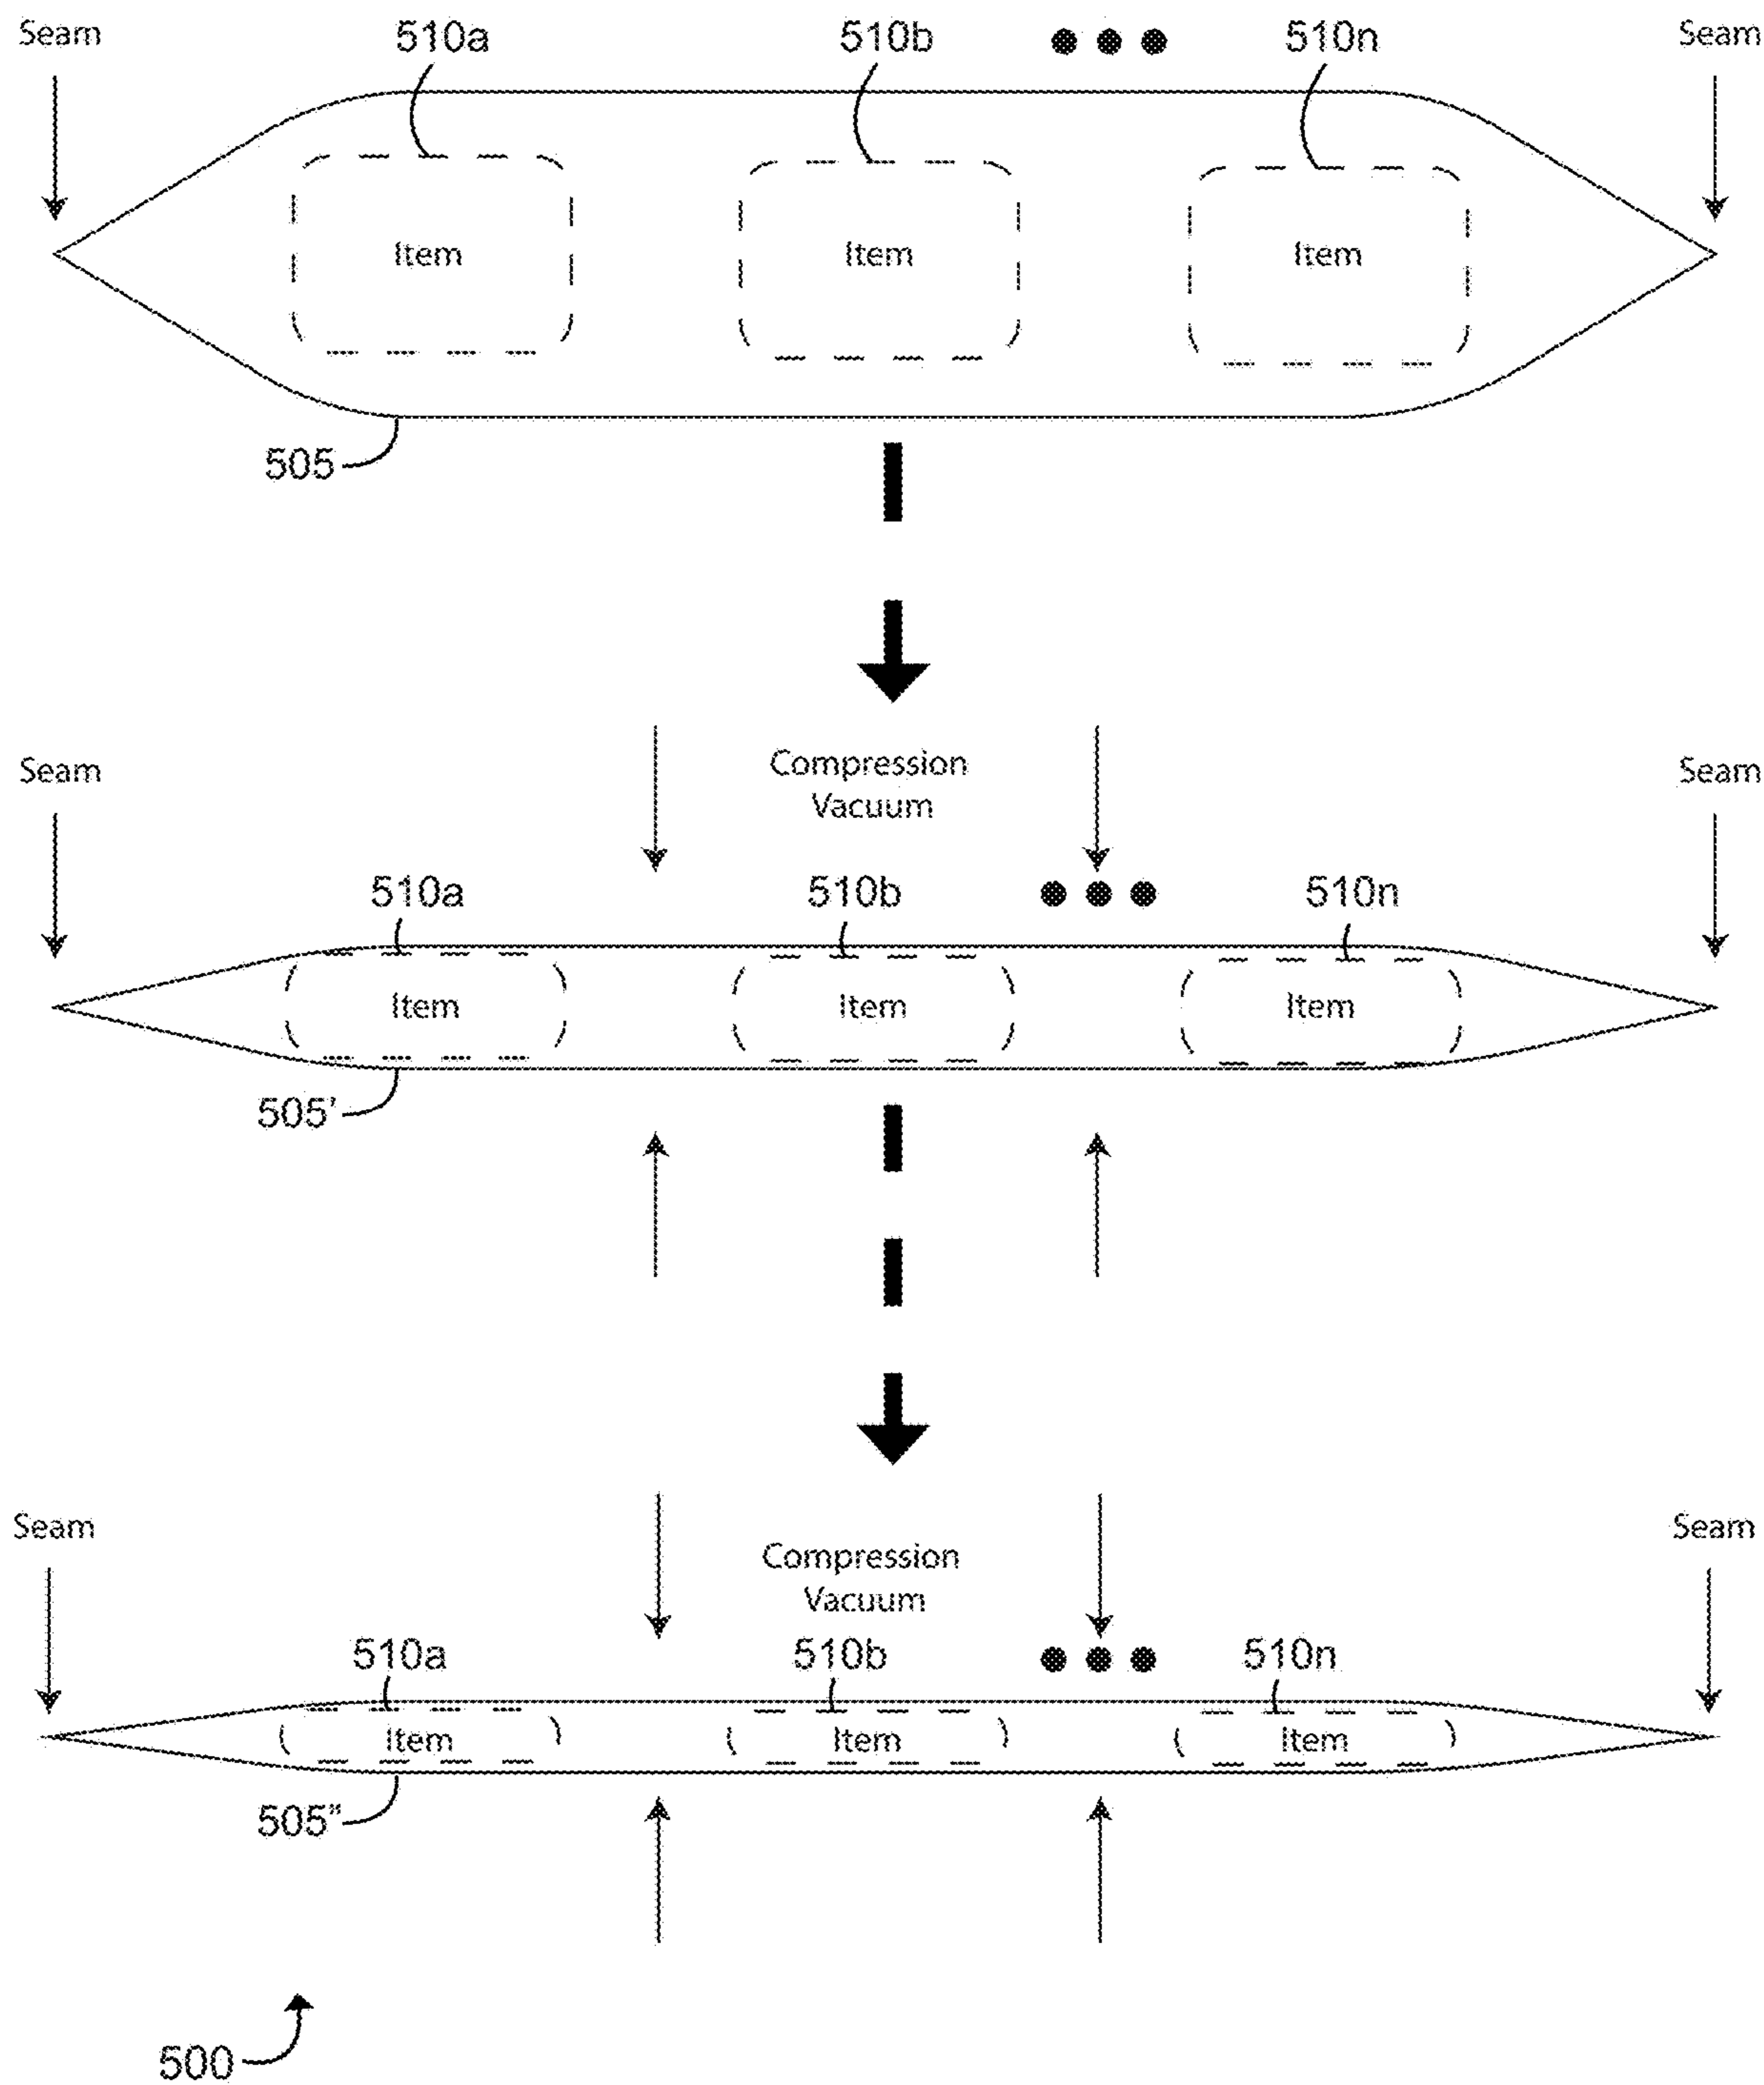 Seam 510a 510b 510n Seam
Item Item Item
505
Compression
Vacuum
Seam Seam
510a 510b 510n
Item Item Item
505’
Seam Seam
Compression
Vacuum
510a 510b 510n
Item Item Item
505”
500